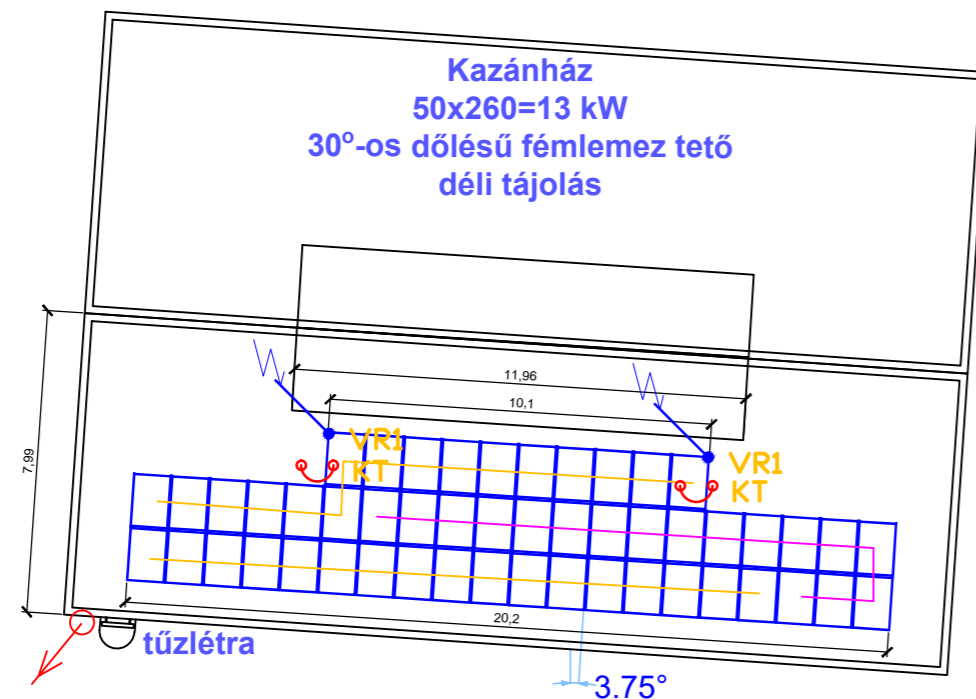 Kazánház
50x260=13 kW
30°-os dőlésű fémlemez tető
déli tájolás
11,96
10,1
7,99
VR1
KT
VR1
KT
20,2
tűzlétra
3.75°